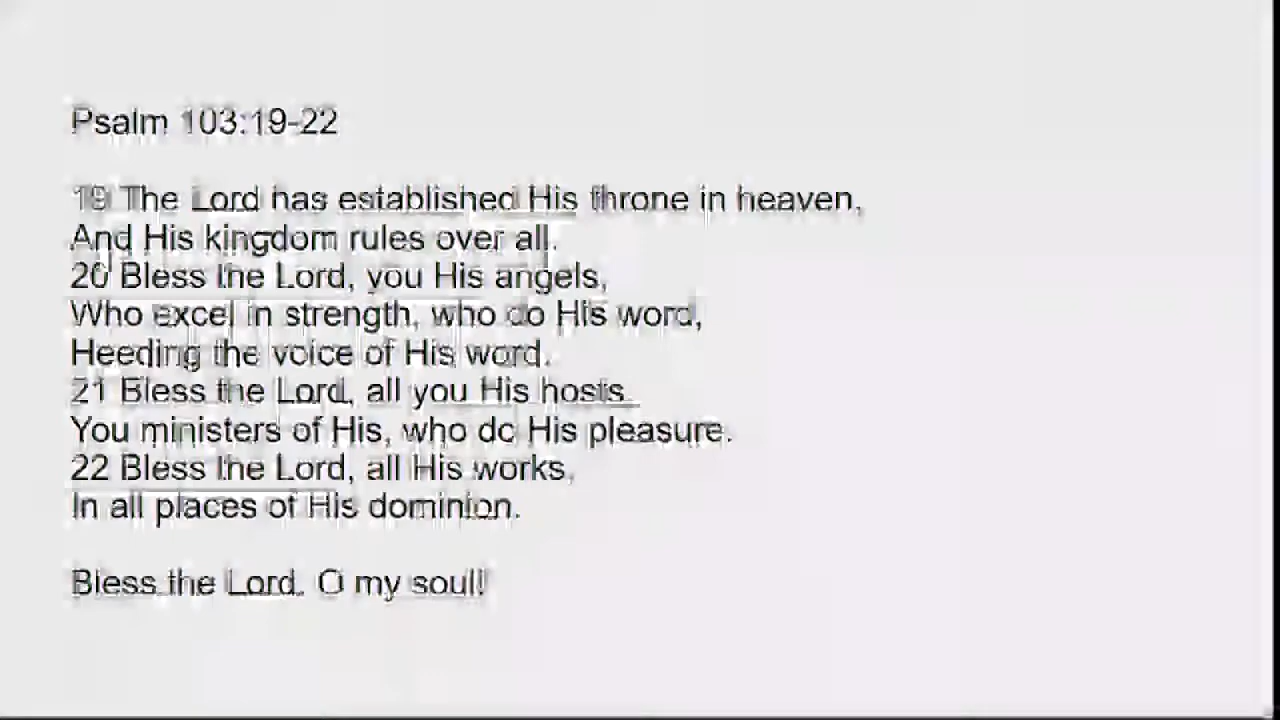 Psalm 103:19-22
19 The Lord has established His throne in heaven,
And His kingdom rules over all.
20 Bless the Lord, you His angels,
Who excel in strength, who do His word,
Heeding the voice of His word.
21 Bless the Lord, all you His hosts,
You ministers of His, who do His pleasure.
22 Bless the Lord, all His works,
In all places of His dominion.
Bless the Lord, O my soul!